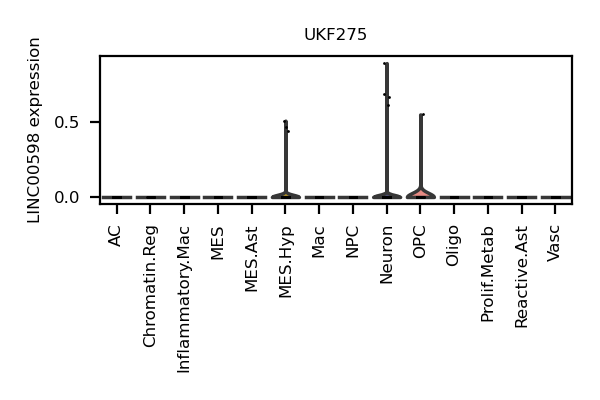 UKF275
LINC00598 expression
0.5
0.0
AC
Chromatin.Reg
Inflammatory.Mac
MES
MES.Ast
MES.Hyp
Mac
NPC
Neuron
OPC
Oligo
Prolif.Metab
Reactive.Ast
Vasc